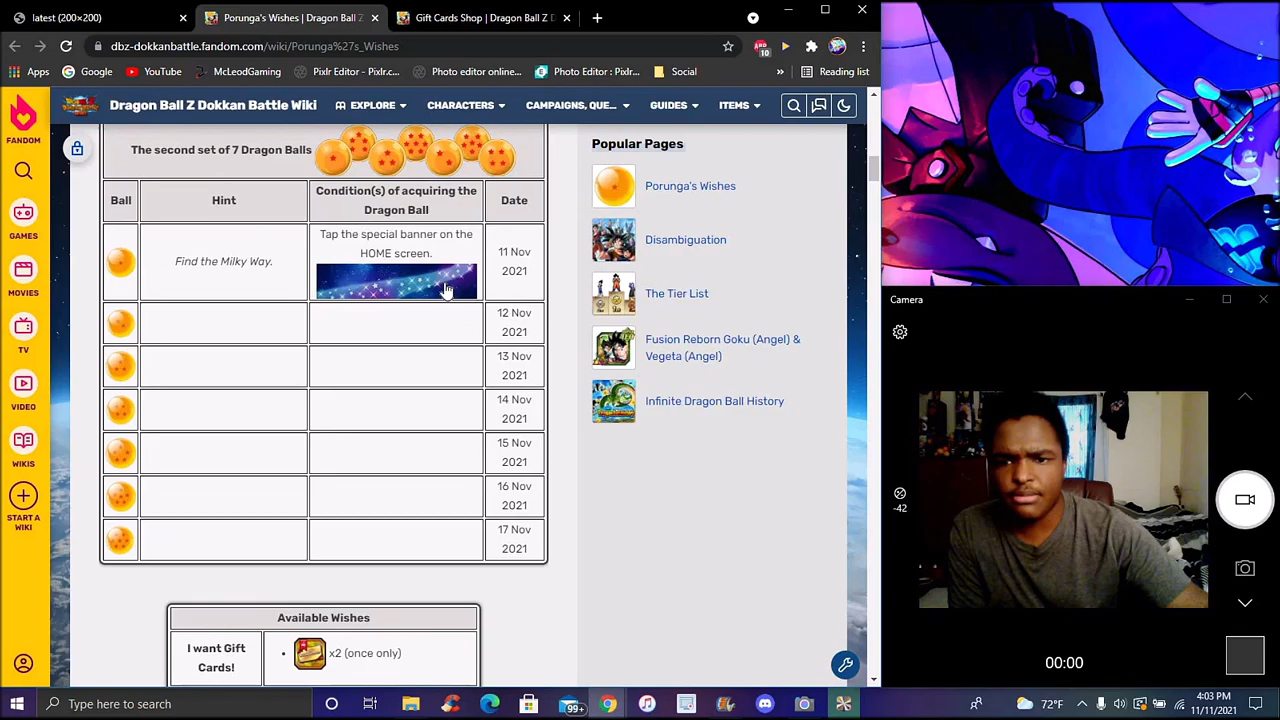 latest (200×200)
Porunga's Wishes | Dragon Ball Z
Gift Cards Shop | Dragon Ball Z D
dbz-dokkanbattle.fandom.com/wiki/Porunga%27s_Wishes
10
Apps
Google
YouTube
McLeodGaming
Pixlr Editor - Pixlr.c...
Photo editor online...
Photo Editor : Pixlr...
Social
»
Reading list
FANDOM
GAMES
MOVIES
TV
VIDEO
WIKIS
START A
WIKI
Dragon Ball Z Dokkan Battle Wiki
EXPLORE
CHARACTERS
CAMPAIGNS, QUE...
GUIDES
ITEMS
The second set of 7 Dragon Balls
Ball
Hint
Condition(s) of acquiring the
Dragon Ball
Date
Find the Milky Way.
Tap the special banner on the
HOME screen.
11 Nov
2021
12 Nov
2021
13 Nov
2021
14 Nov
2021
15 Nov
2021
16 Nov
2021
17 Nov
2021
Available Wishes
I want Gift
Cards!
• x2 (once only)
Popular Pages
Porunga's Wishes
Disambiguation
The Tier List
Fusion Reborn Goku (Angel) &
Vegeta (Angel)
Infinite Dragon Ball History
Camera
-42
00:00
Type here to search
99+
72°F
4:03 PM
11/11/2021